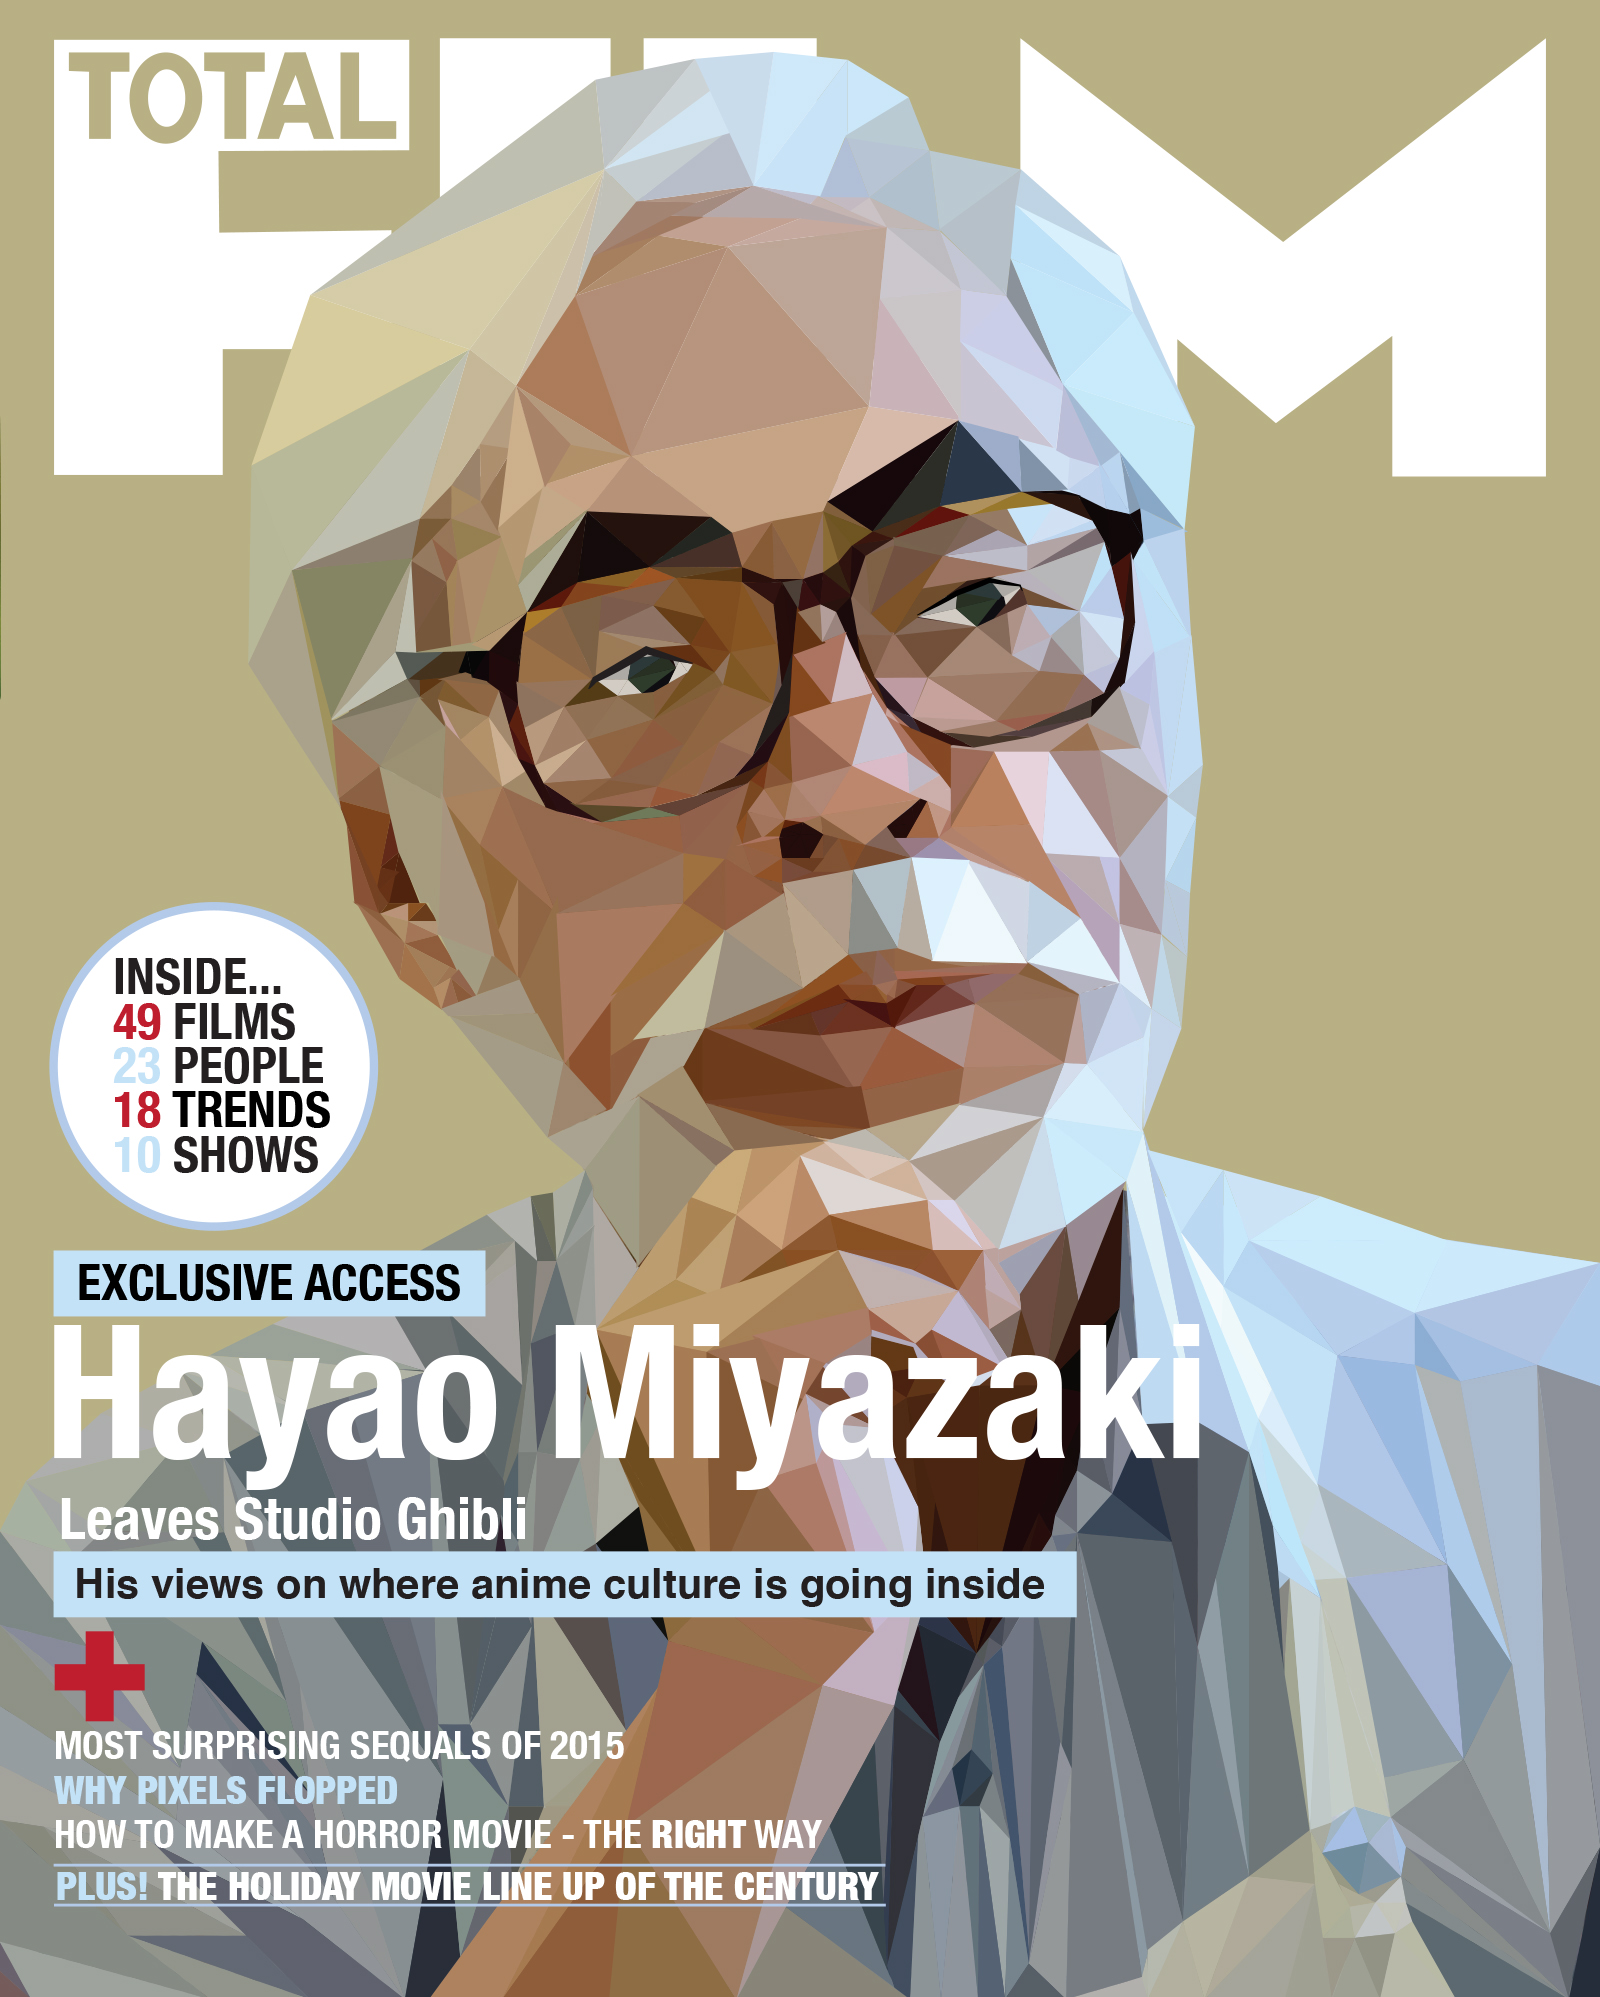 TOTAL
FILM
INSIDE...
49 FILMS
23 PEOPLE
18 TRENDS
10 SHOWS
EXCLUSIVE ACCESS
Hayao Miyazaki
Leaves Studio Ghibli
His views on where anime culture is going inside
MOST SURPRISING SEQUALS OF 2015
WHY PIXELS FLOPPED
HOW TO MAKE A HORROR MOVIE - THE RIGHT WAY
PLUS! THE HOLIDAY MOVIE LINE UP OF THE CENTURY